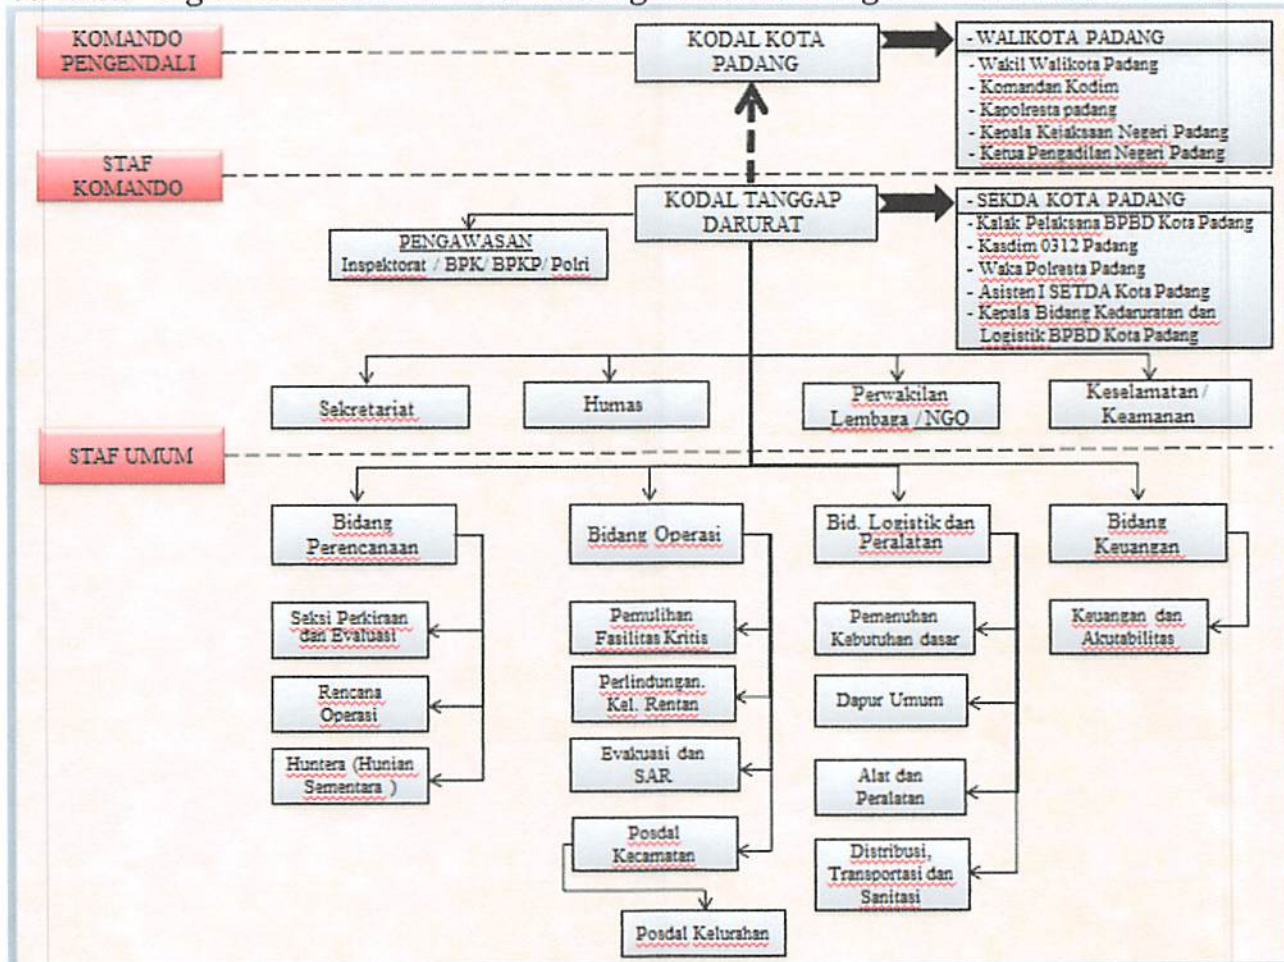 KOMANDO
PENGENDALI
KODAL KOTA
PADANG
- WALIKOTA PADANG
- Wakil Walikota Padang
- Komandan Kodim
- Kapolresta padang
- Kepala Kejaksaan Negeri Padang
- Kerua Pengadilan Negeri Padang
STAF
KOMANDO
KODAL TANGGAP
DARURAT
- SEKDA KOTA PADANG
- Kalak Pelaksana BPBD Kota Padang
- Kasdim 0312 Padang
- Waka Polresta Padang
- Asisten I SETDA Kota Padang
- Kepala Bidang Kedaruratan dan
Logistik BPBD Kota Padang
PENGAWASAN
Inspektorat / BPK/ BPKP/ Polri
Sekretariat
Humas
Perwakilan
Lembaga / NGO
Keselamatan /
Keamanan
STAF UMUM
Bidang
Perencanaan
Bidang Operasi
Bid. Logistik dan
Peralatan
Bidang
Keuangan
Seksi Perkiraan
dan Evaluasi
Pemulihan
Fasilitas Kritis
Pemenuhan
Kebutuhan dasar
Keuangan dan
Akutabilitas
Rencana
Operasi
Perlindungan.
Kel. Rentan
Dapur Umum
Huntera (Hunian
Sementara )
Evakuasi dan
SAR
Alat dan
Peralatan
Posdal
Kecamatan
Distribusi,
Transportasi dan
Sanitasi
Posdal Kelurahan